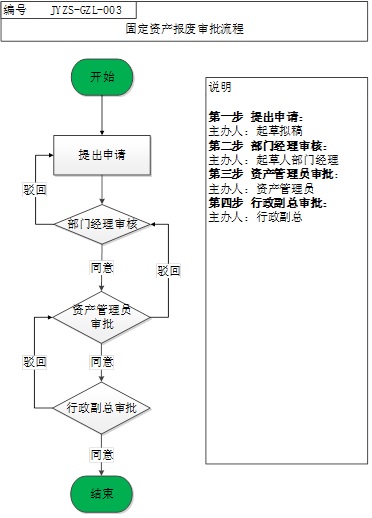 编号 JYZS-GZL-003
固定资产报废审批流程
开始
提出申请
驳回
部门经理审核
同意
驳回
资产管理员
审批
驳回
同意
行政副总审批
同意
结束
说明
第一步 提出申请：
主办人：起草拟稿
第二步 部门经理审核：
主办人：起草人部门经理
第三步 资产管理员审批：
主办人：资产管理员
第四步 行政副总审批：
主办人：行政副总